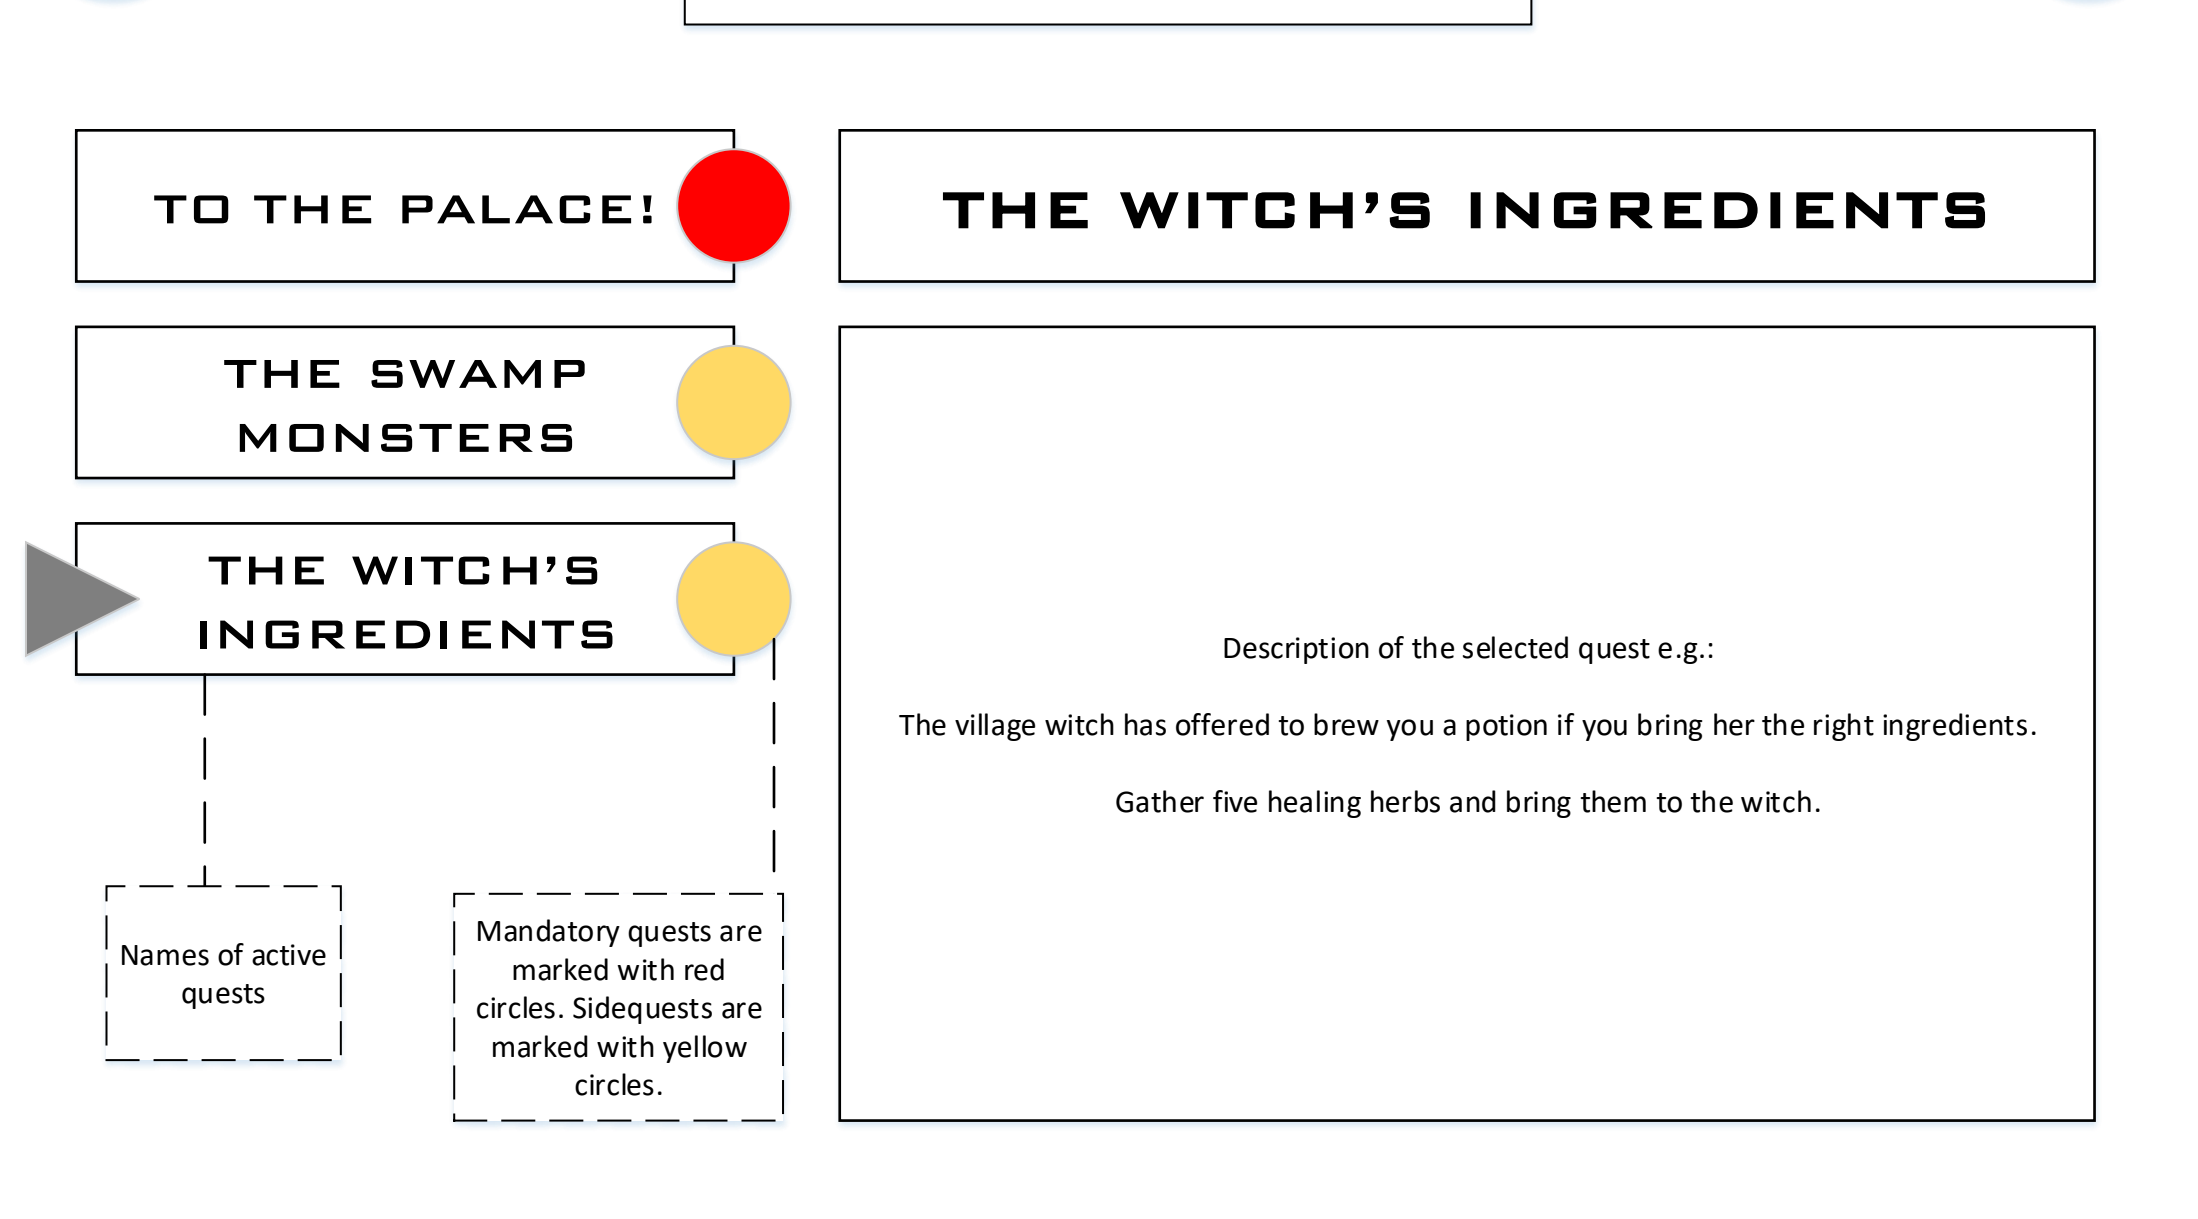 TO THE PALACE!
THE WITCH’S INGREDIENTS
THE SWAMP
MONSTERS
THE WITCH’S
INGREDIENTS
Description of the selected quest e.g.:
The village witch has offered to brew you a potion if you bring her the right ingredients.
Gather five healing herbs and bring them to the witch.
Names of active
quests
Mandatory quests are
marked with red
circles. Sidequests are
marked with yellow
circles.